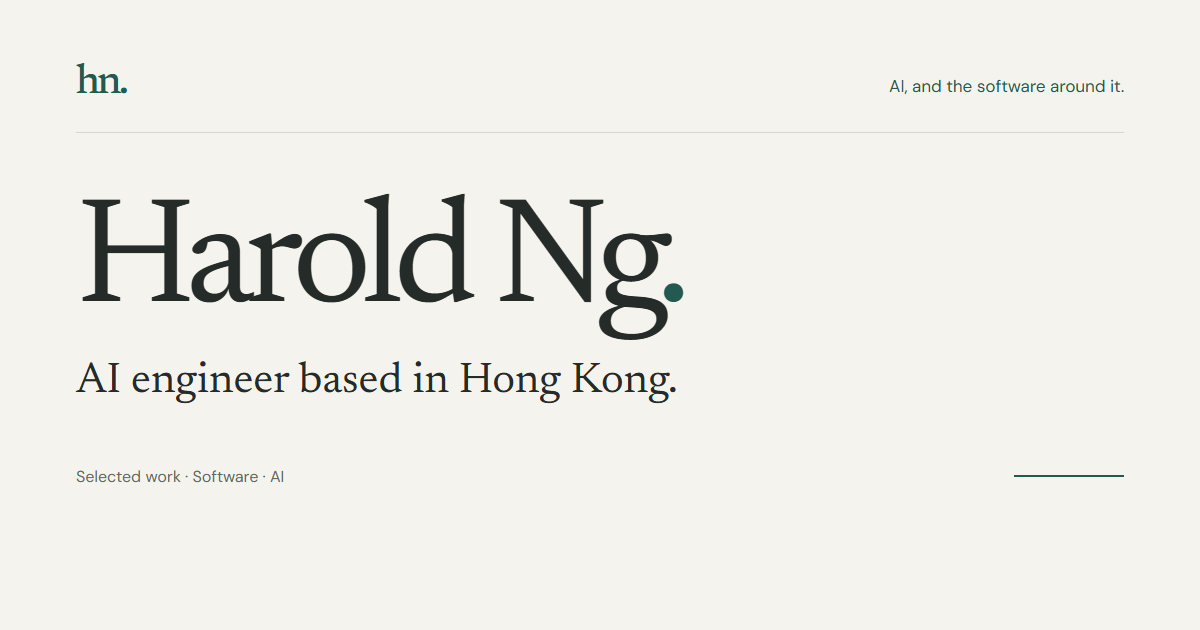 hn.
AI, and the software around it.
Harold Ng.
AI engineer based in Hong Kong.
Selected work · Software · AI